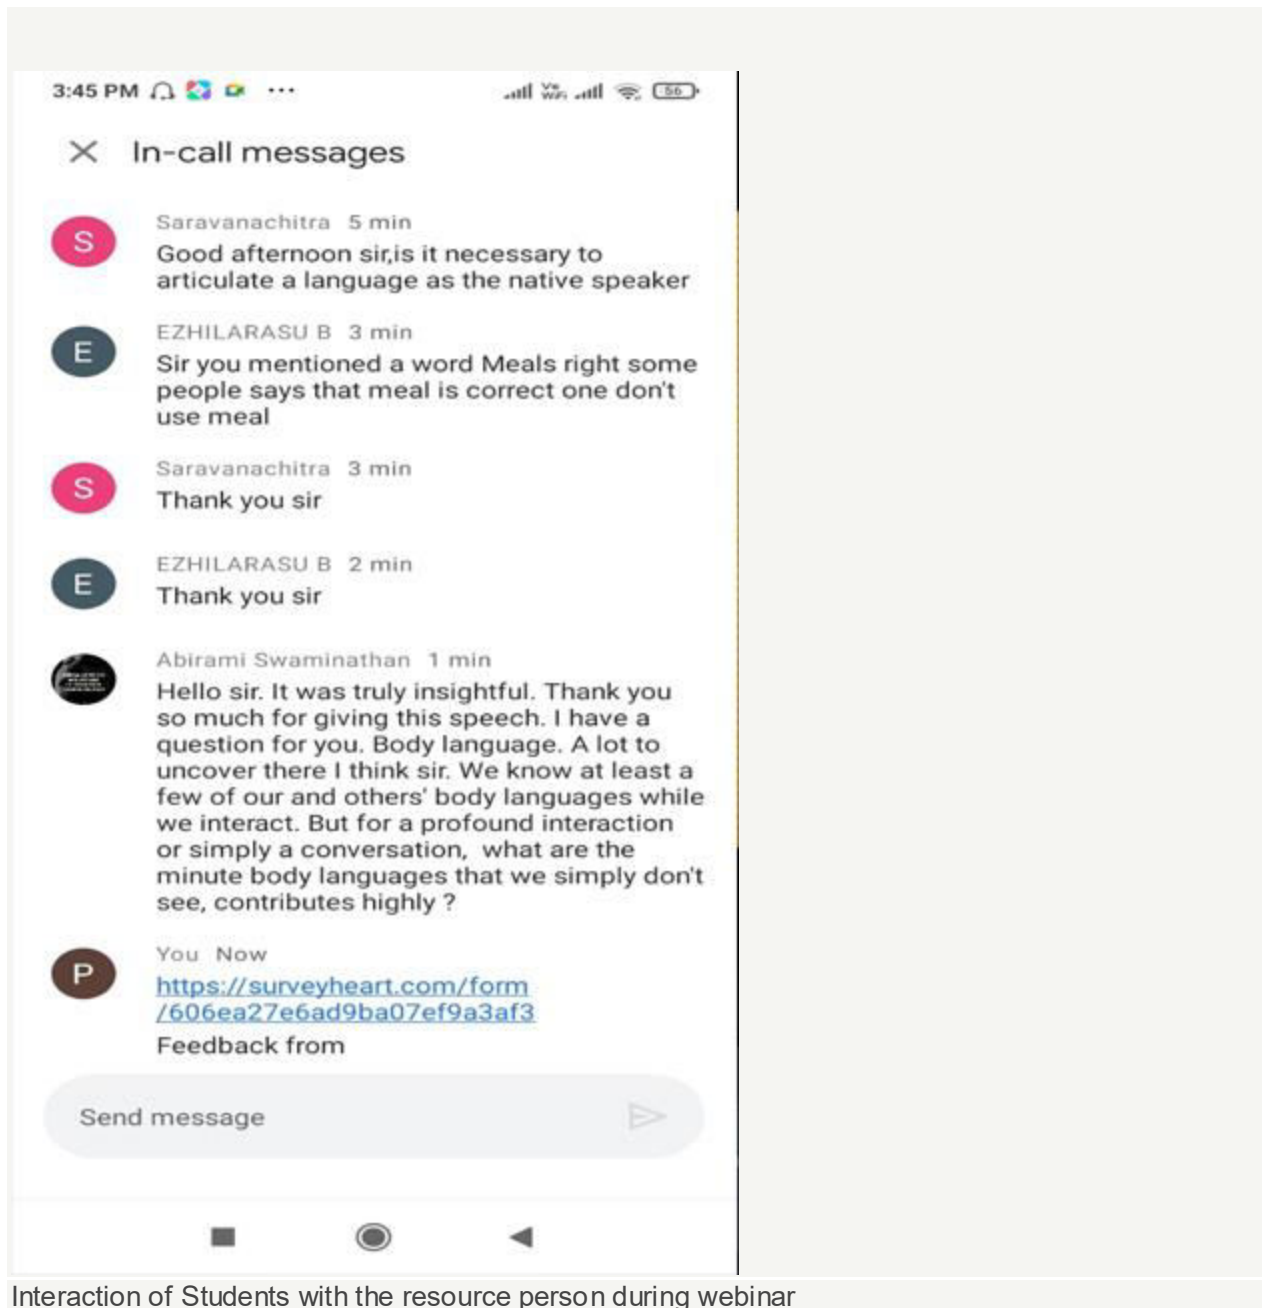 3:45 PM ... Vo WiFi 56
In-call messages
S
Saravanachitra 5 min
Good afternoon sir,is it necessary to
articulate a language as the native speaker
E
EZHILARASU B 3 min
Sir you mentioned a word Meals right some
people says that meal is correct one don't
use meal
S
Saravanachitra 3 min
Thank you sir
E
EZHILARASU B 2 min
Thank you sir
Abirami Swaminathan 1 min
Hello sir. It was truly insightful. Thank you
so much for giving this speech. I have a
question for you. Body language. A lot to
uncover there I think sir. We know at least a
few of our and others' body languages while
we interact. But for a profound interaction
or simply a conversation, what are the
minute body languages that we simply don't
see, contributes highly ?
P
You Now
https://surveyheart.com/form
/606ea27e6ad9ba07ef9a3af3
Feedback from
Send message
Interaction of Students with the resource person during webinar